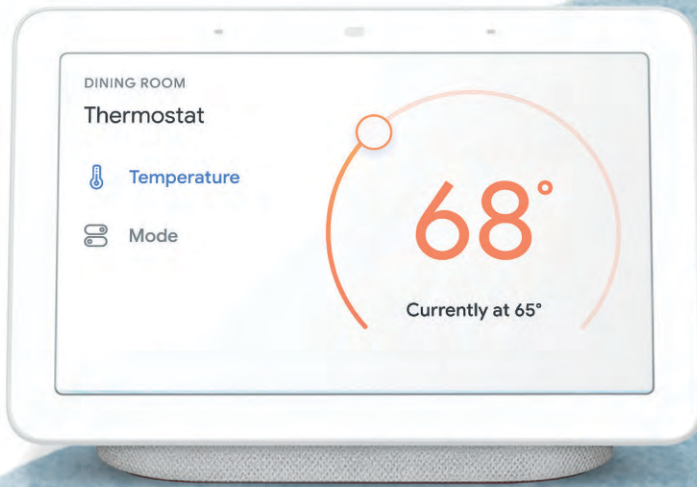 DINING ROOM
Thermostat
Temperature
Mode
68°
Currently at 65°